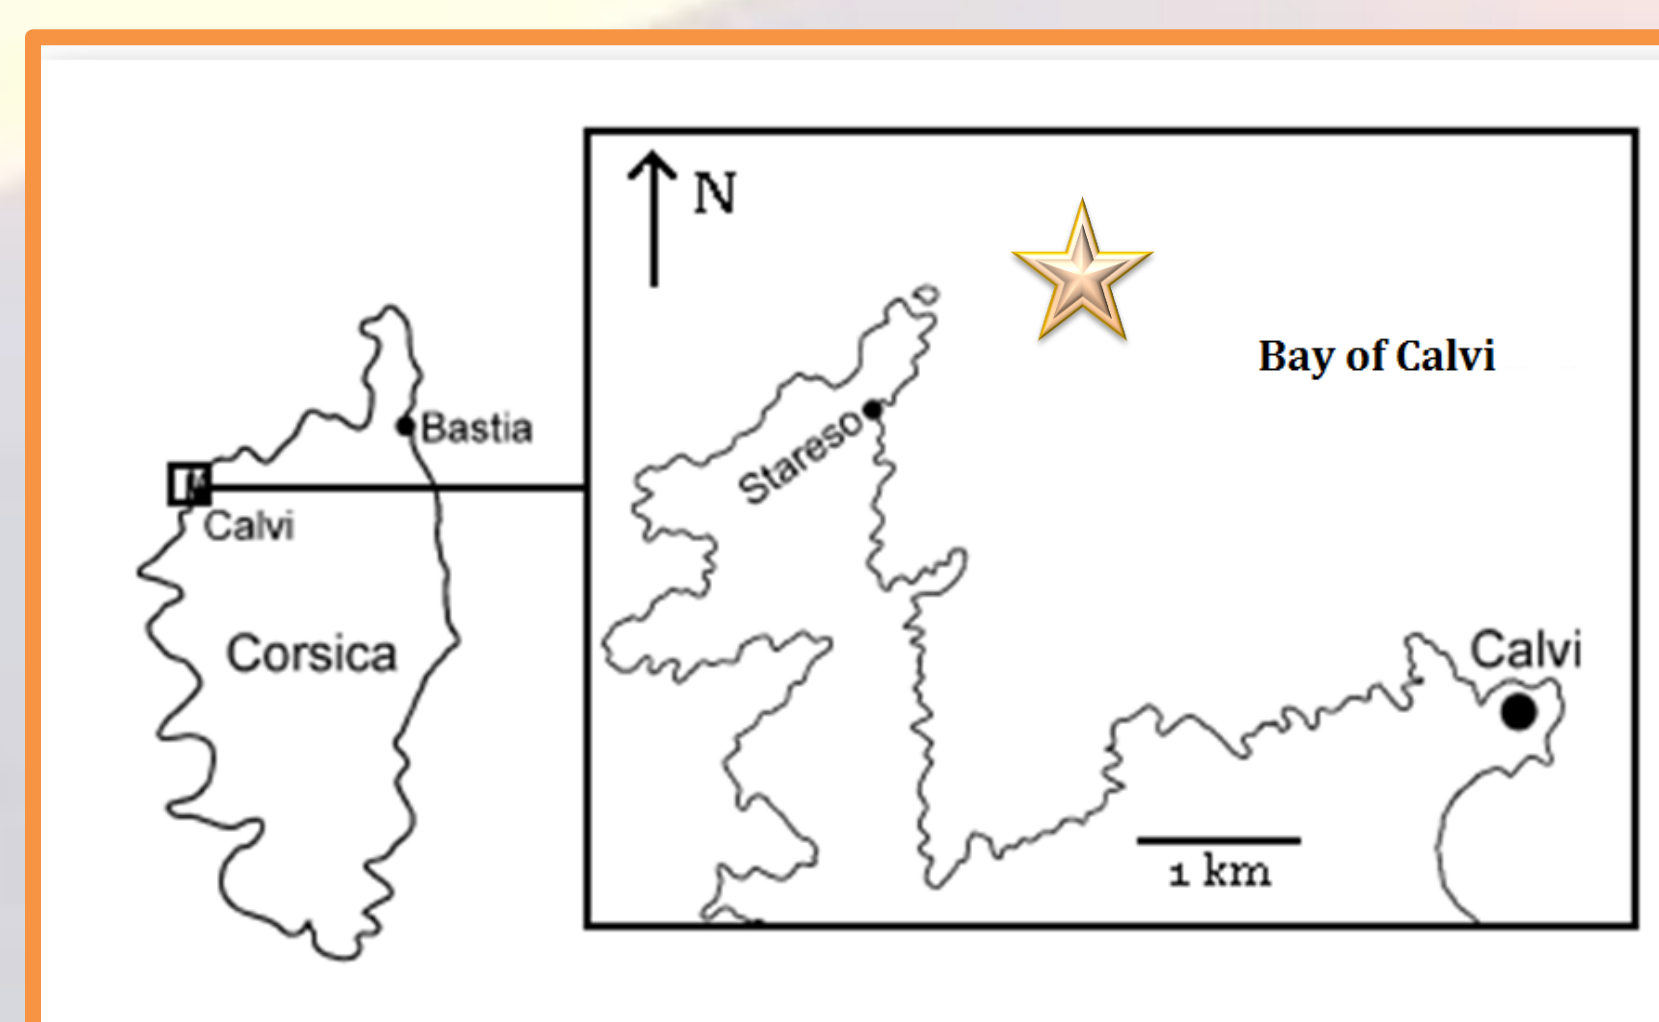 N
Bay of Calvi
Bastia
Stareso
Calvi
Corsica
Calvi
1 km